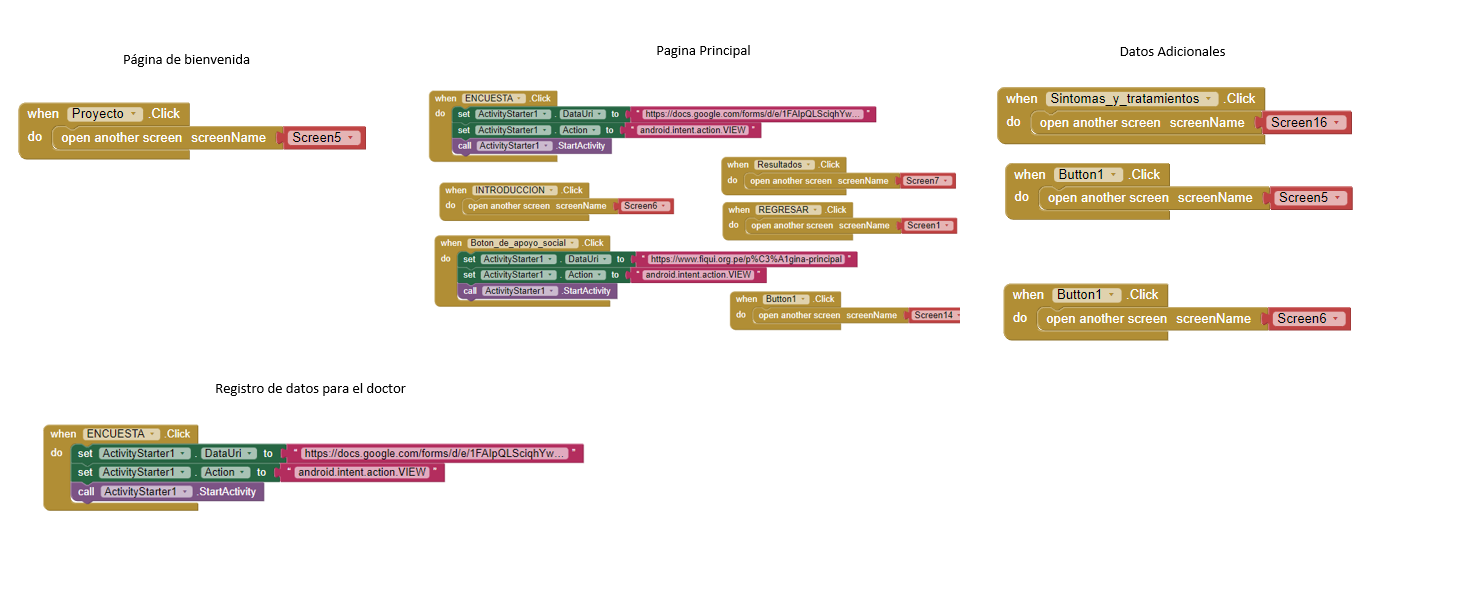 Página de bienvenida
when Proyecto .Click
do open another screen screenName Screen5
Pagina Principal
when ENCUESTA .Click
do set ActivityStarter1 . DataUri to " https://docs.google.com/forms/d/e/1FAIpQLSciqhYw... "
set ActivityStarter1 . Action to " android.intent.action.VIEW "
call ActivityStarter1 .StartActivity
when INTRODUCCION .Click
do open another screen screenName Screen6
when Boton_de_apoyo_social .Click
do set ActivityStarter1 . DataUri to " https://www.fiqui.org.pe/p%C3%A1gina-principal "
set ActivityStarter1 . Action to " android.intent.action.VIEW "
call ActivityStarter1 .StartActivity
when Resultados .Click
do open another screen screenName Screen7
when REGRESAR .Click
do open another screen screenName Screen1
when Button1 .Click
do open another screen screenName Screen14
Datos Adicionales
when Sintomas_y_tratamientos .Click
do open another screen screenName Screen16
when Button1 .Click
do open another screen screenName Screen5
when Button1 .Click
do open another screen screenName Screen6
Registro de datos para el doctor
when ENCUESTA .Click
do set ActivityStarter1 . DataUri to " https://docs.google.com/forms/d/e/1FAIpQLSciqhYw... "
set ActivityStarter1 . Action to " android.intent.action.VIEW "
call ActivityStarter1 .StartActivity